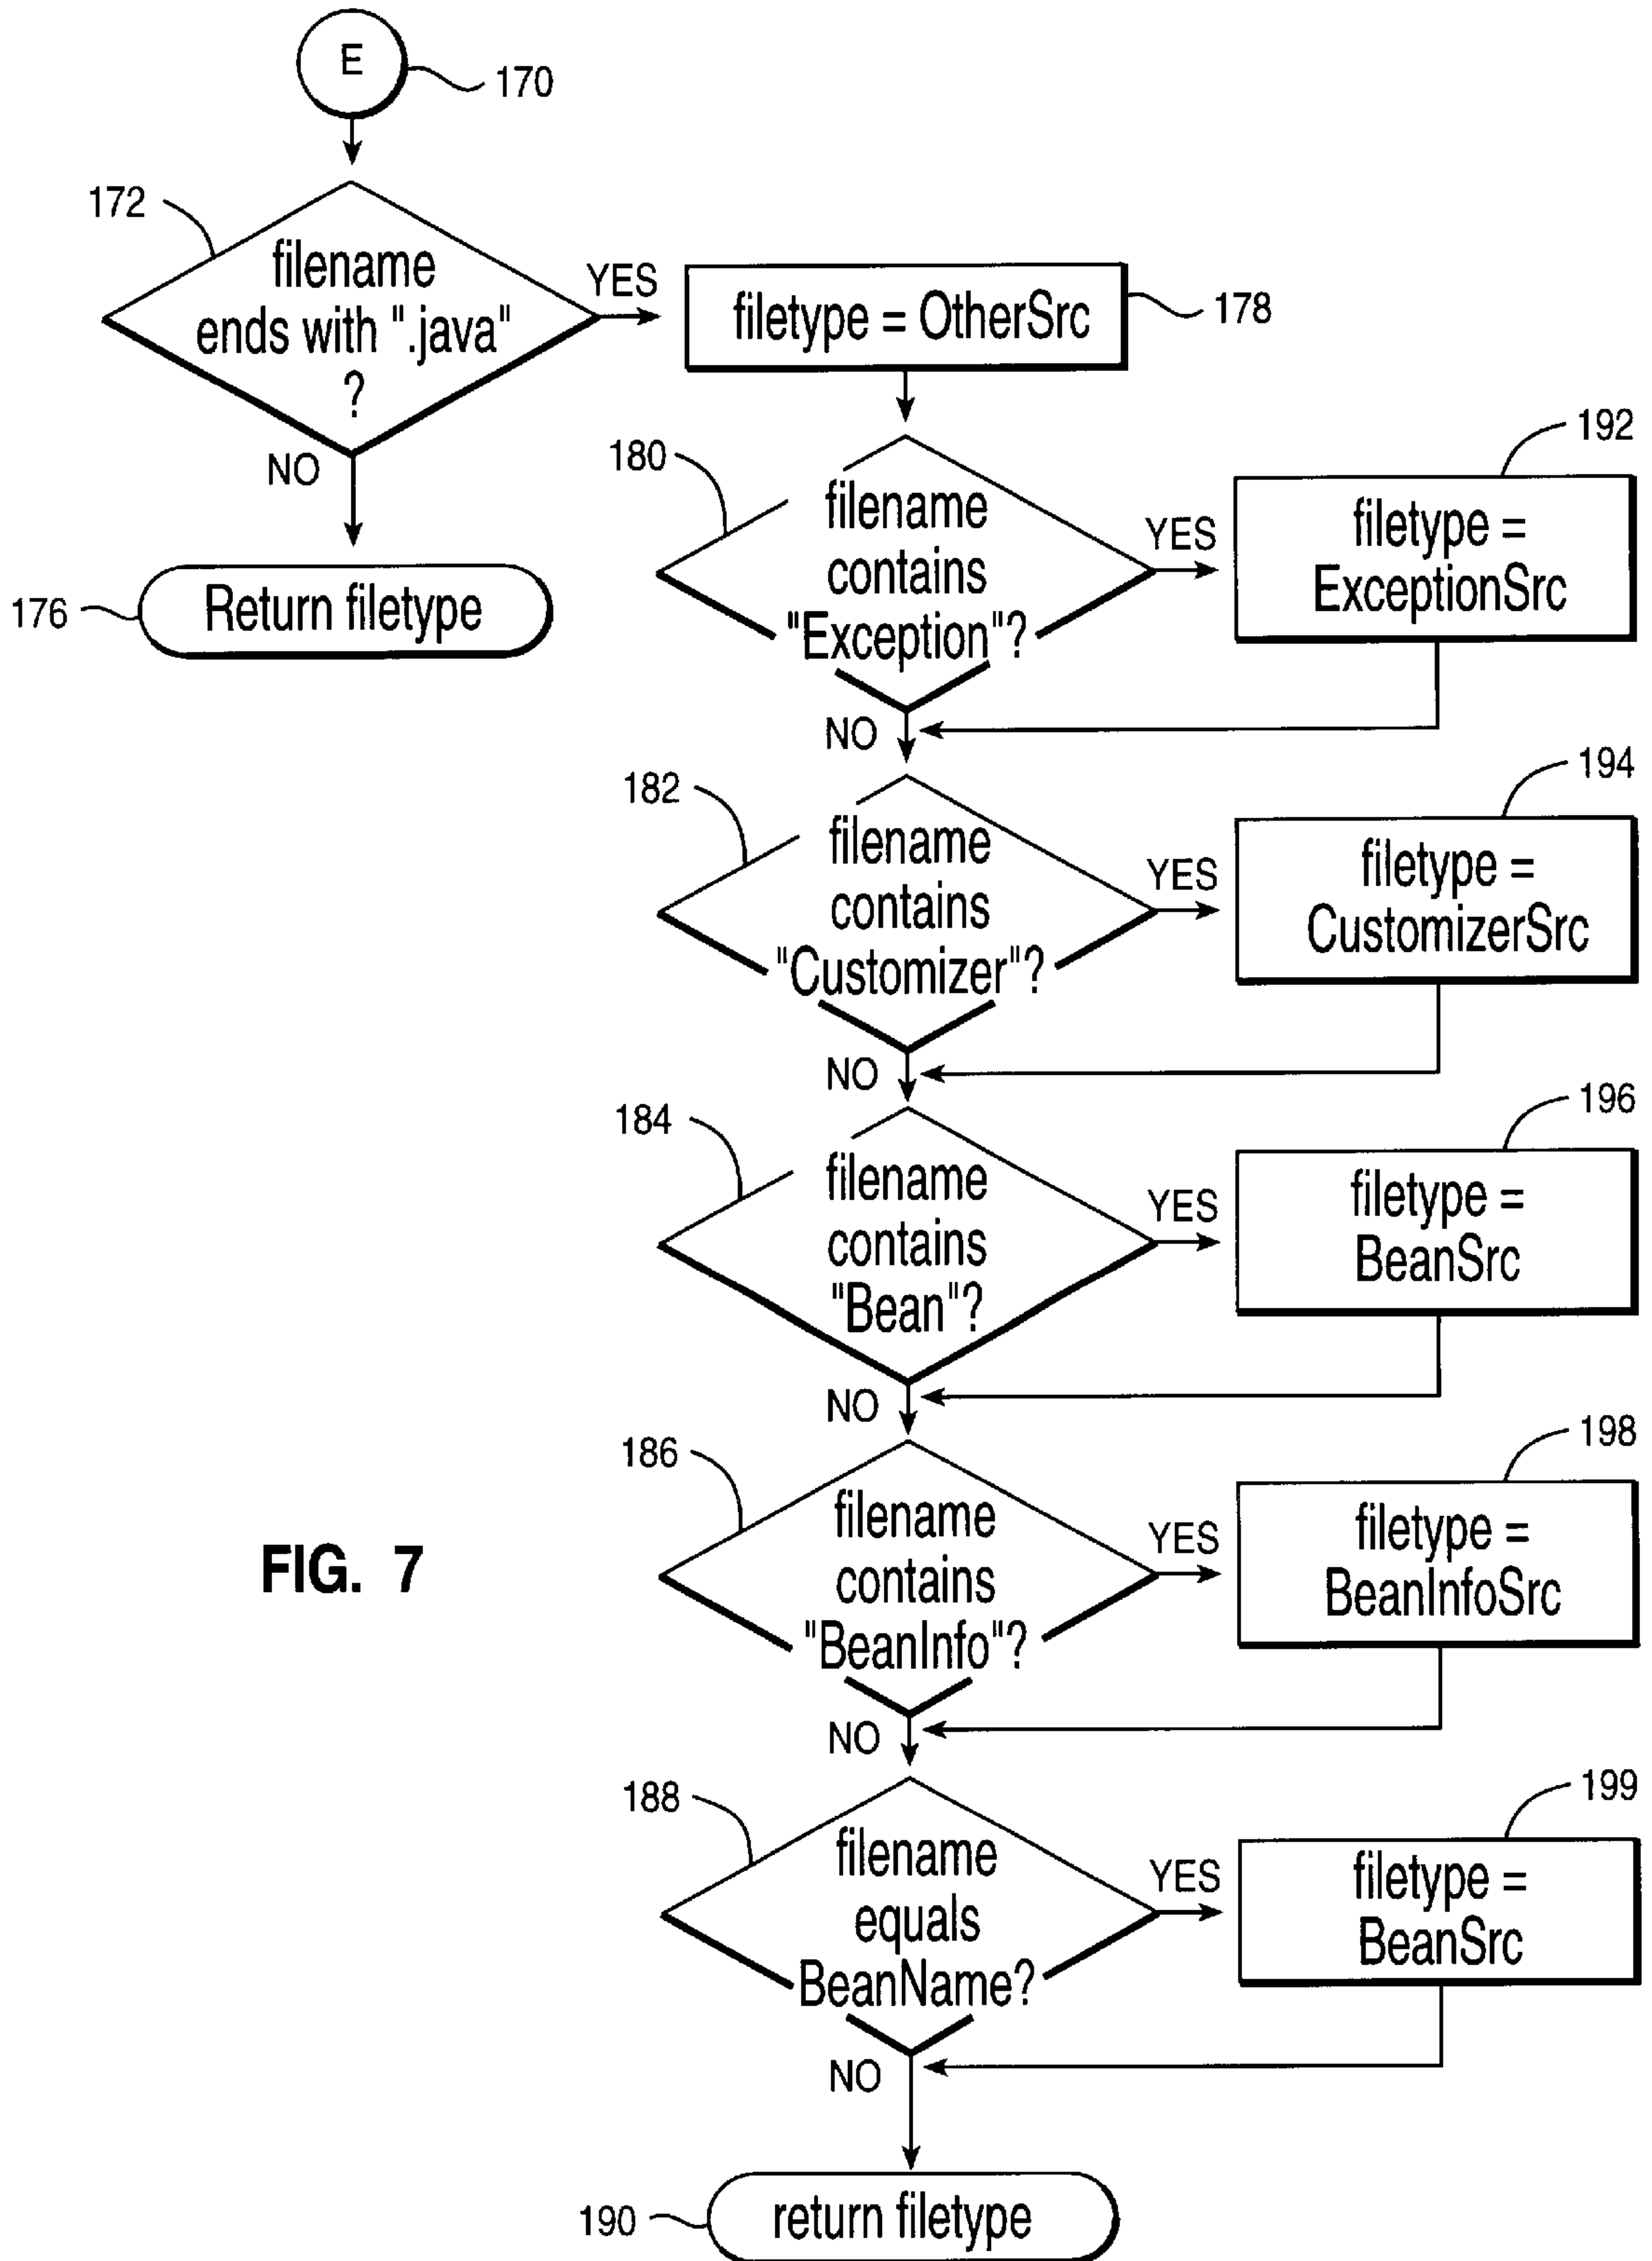 E
170
172
filename
ends with ".java"
?
YES
NO
filetype = OtherSrc
178
176
Return filetype
180
filename
contains
"Exception"?
YES
NO
192
filetype =
ExceptionSrc
182
filename
contains
"Customizer"?
YES
NO
194
filetype =
CustomizerSrc
184
filename
contains
"Bean"?
YES
NO
196
filetype =
BeanSrc
186
filename
contains
"BeanInfo"?
YES
NO
198
filetype =
BeanInfoSrc
FIG. 7
188
filename
equals
BeanName?
YES
NO
199
filetype =
BeanSrc
190
return filetype